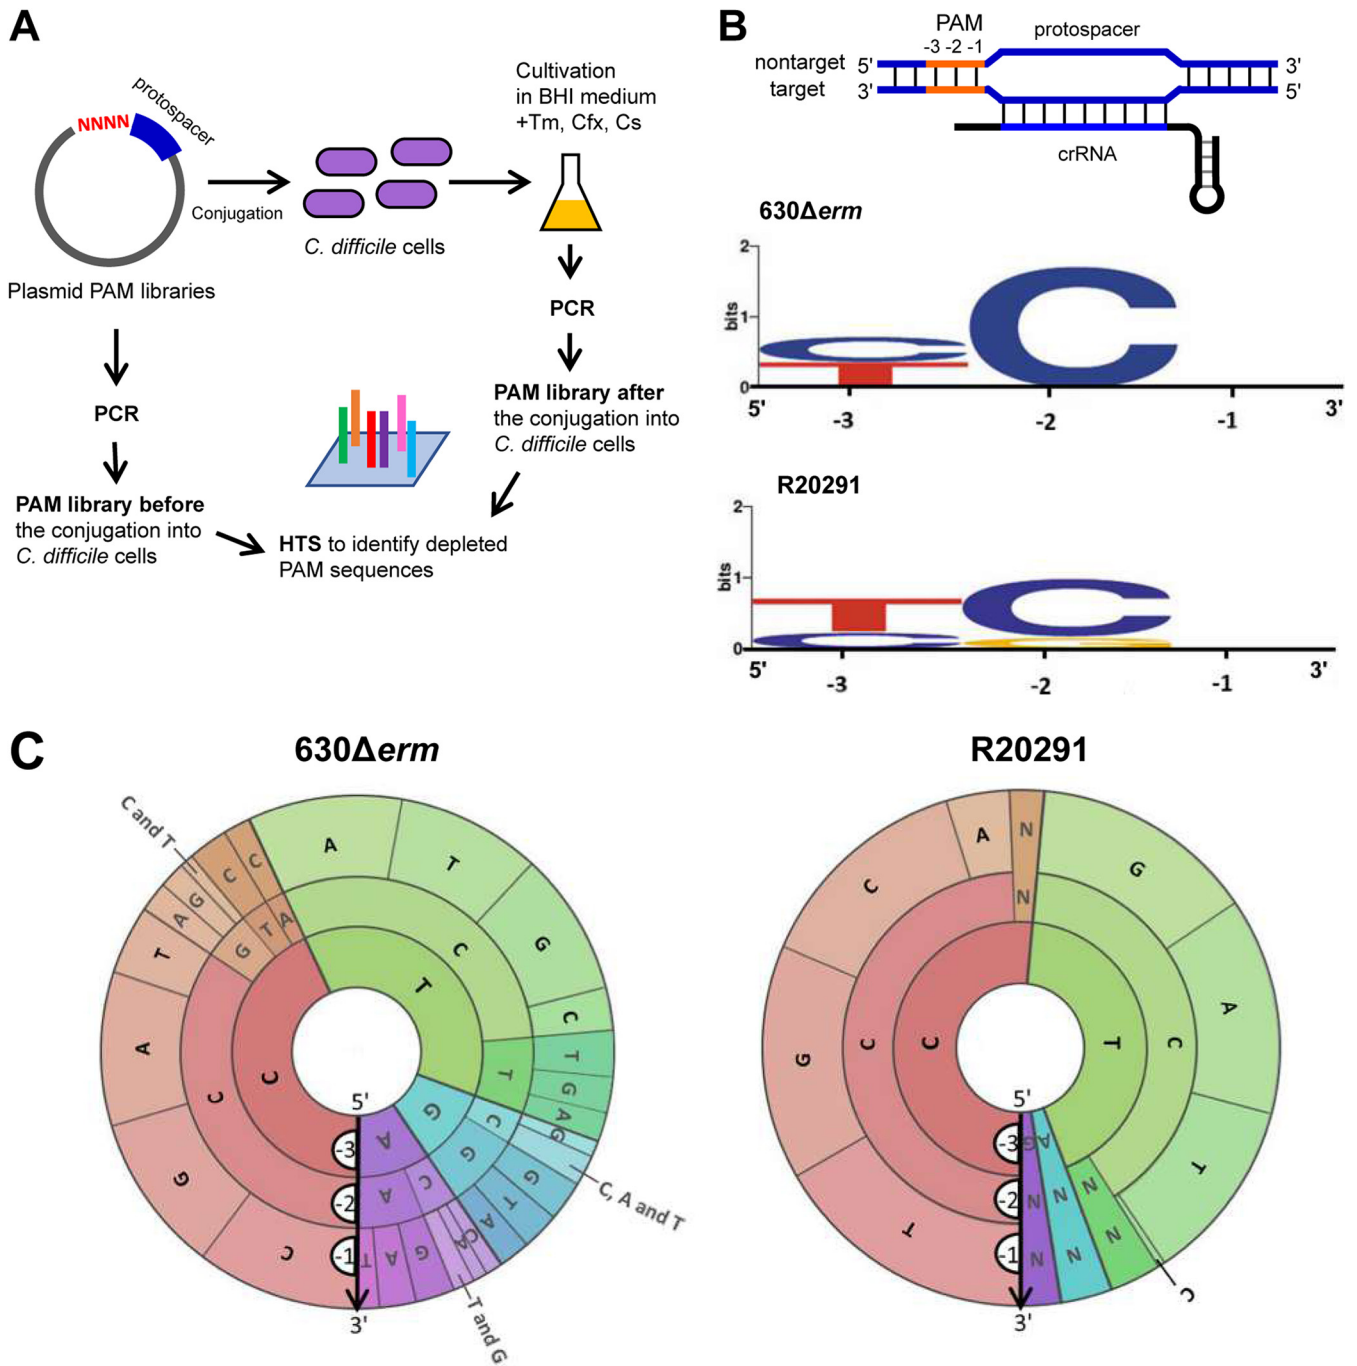 A
NNNN
protospacer
Conjugation
Plasmid PAM libraries
C. difficile cells
Cultivation
in BHI medium
+Tm, Cfx, Cs
PCR
PCR
PAM library before
the conjugation into
C. difficile cells
PAM library after
the conjugation into
C. difficile cells
HTS to identify depleted
PAM sequences
B
PAM
-3 -2 -1
protospacer
nontarget 5' 3'
target 3' 5'
crRNA
630Δerm
2
1
0
bits
C
T
C
5' 3'
-3 -2 -1
R20291
2
1
0
bits
T
C
C
G
5' 3'
-3 -2 -1
C
630Δerm
C and T
C
C
A
T
G
C
T
G
A
G
C, A and T
G
T
A
C
A
T and G
G
A
T
C
G
A
T
A
G
G
T
A
C
T
C
G
C
A
C
C
T
G
A
5'
-3
-2
-1
3'
R20291
A
N
G
A
T
C
N
N
N
T
G
C
N
C
T
N
N
N
C
C
A
G
5'
-3
-2
-1
3'